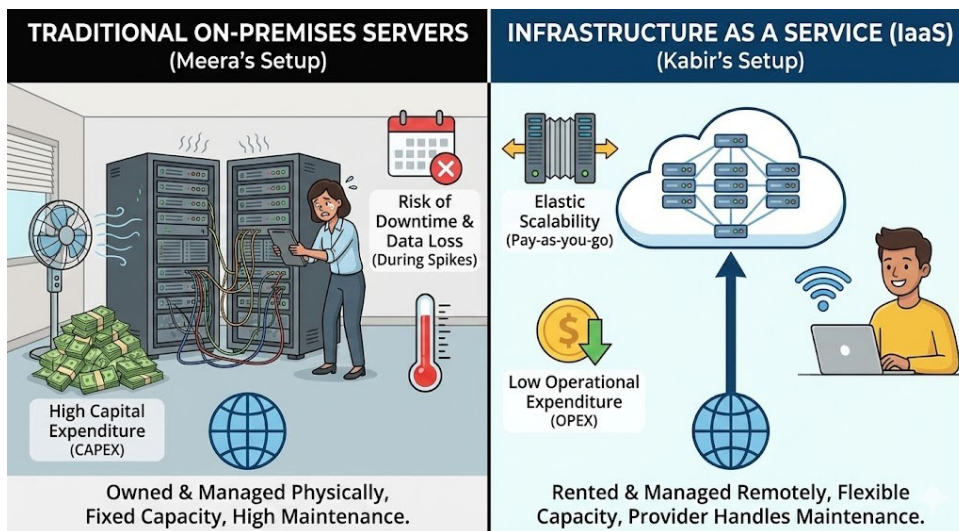 TRADITIONAL ON-PREMISES SERVERS
(Meera's Setup)
Risk of
Downtime &
Data Loss
(During Spikes)
High Capital
Expenditure
(CAPEX)
Owned & Managed Physically,
Fixed Capacity, High Maintenance.
INFRASTRUCTURE AS A SERVICE (IaaS)
(Kabir's Setup)
Elastic
Scalability
(Pay-as-you-go)
$
Low Operational
Expenditure
(OPEX)
Rented & Managed Remotely, Flexible
Capacity, Provider Handles Maintenance.